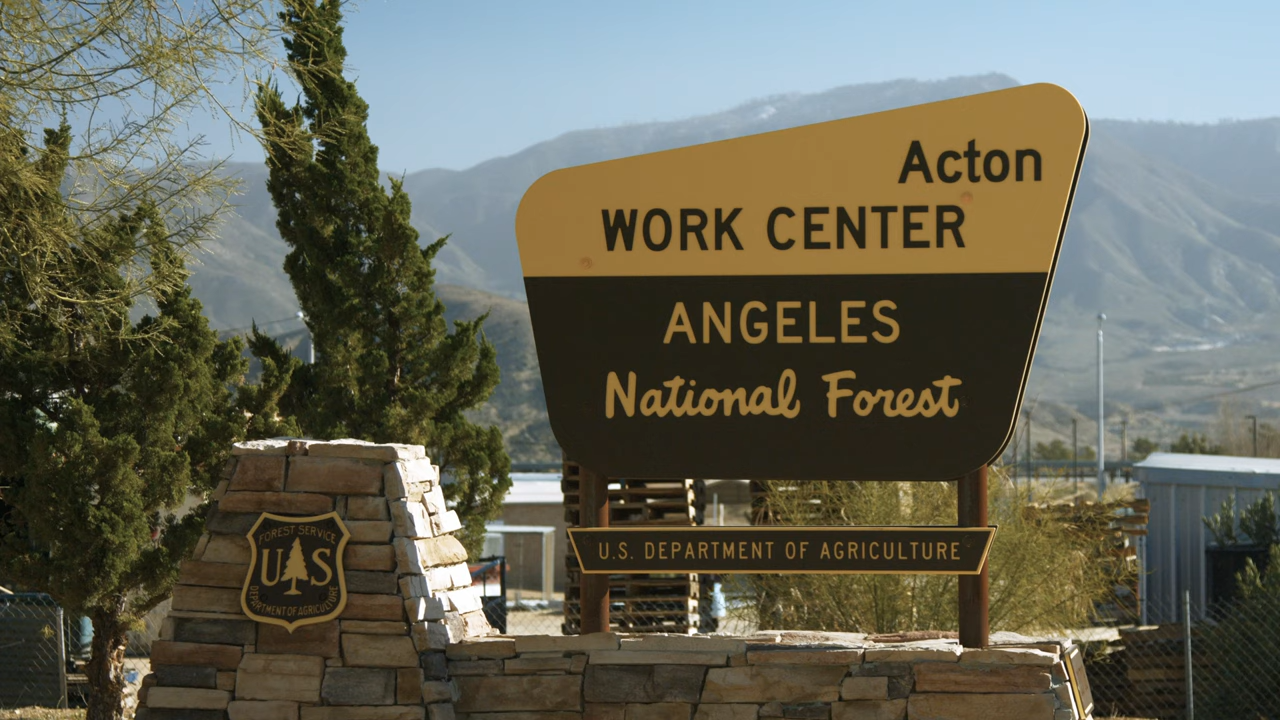 Acton
WORK CENTER
ANGELES
National Forest
U.S. DEPARTMENT OF AGRICULTURE
FOREST SERVICE
U S
DEPARTMENT OF AGRICULTURE